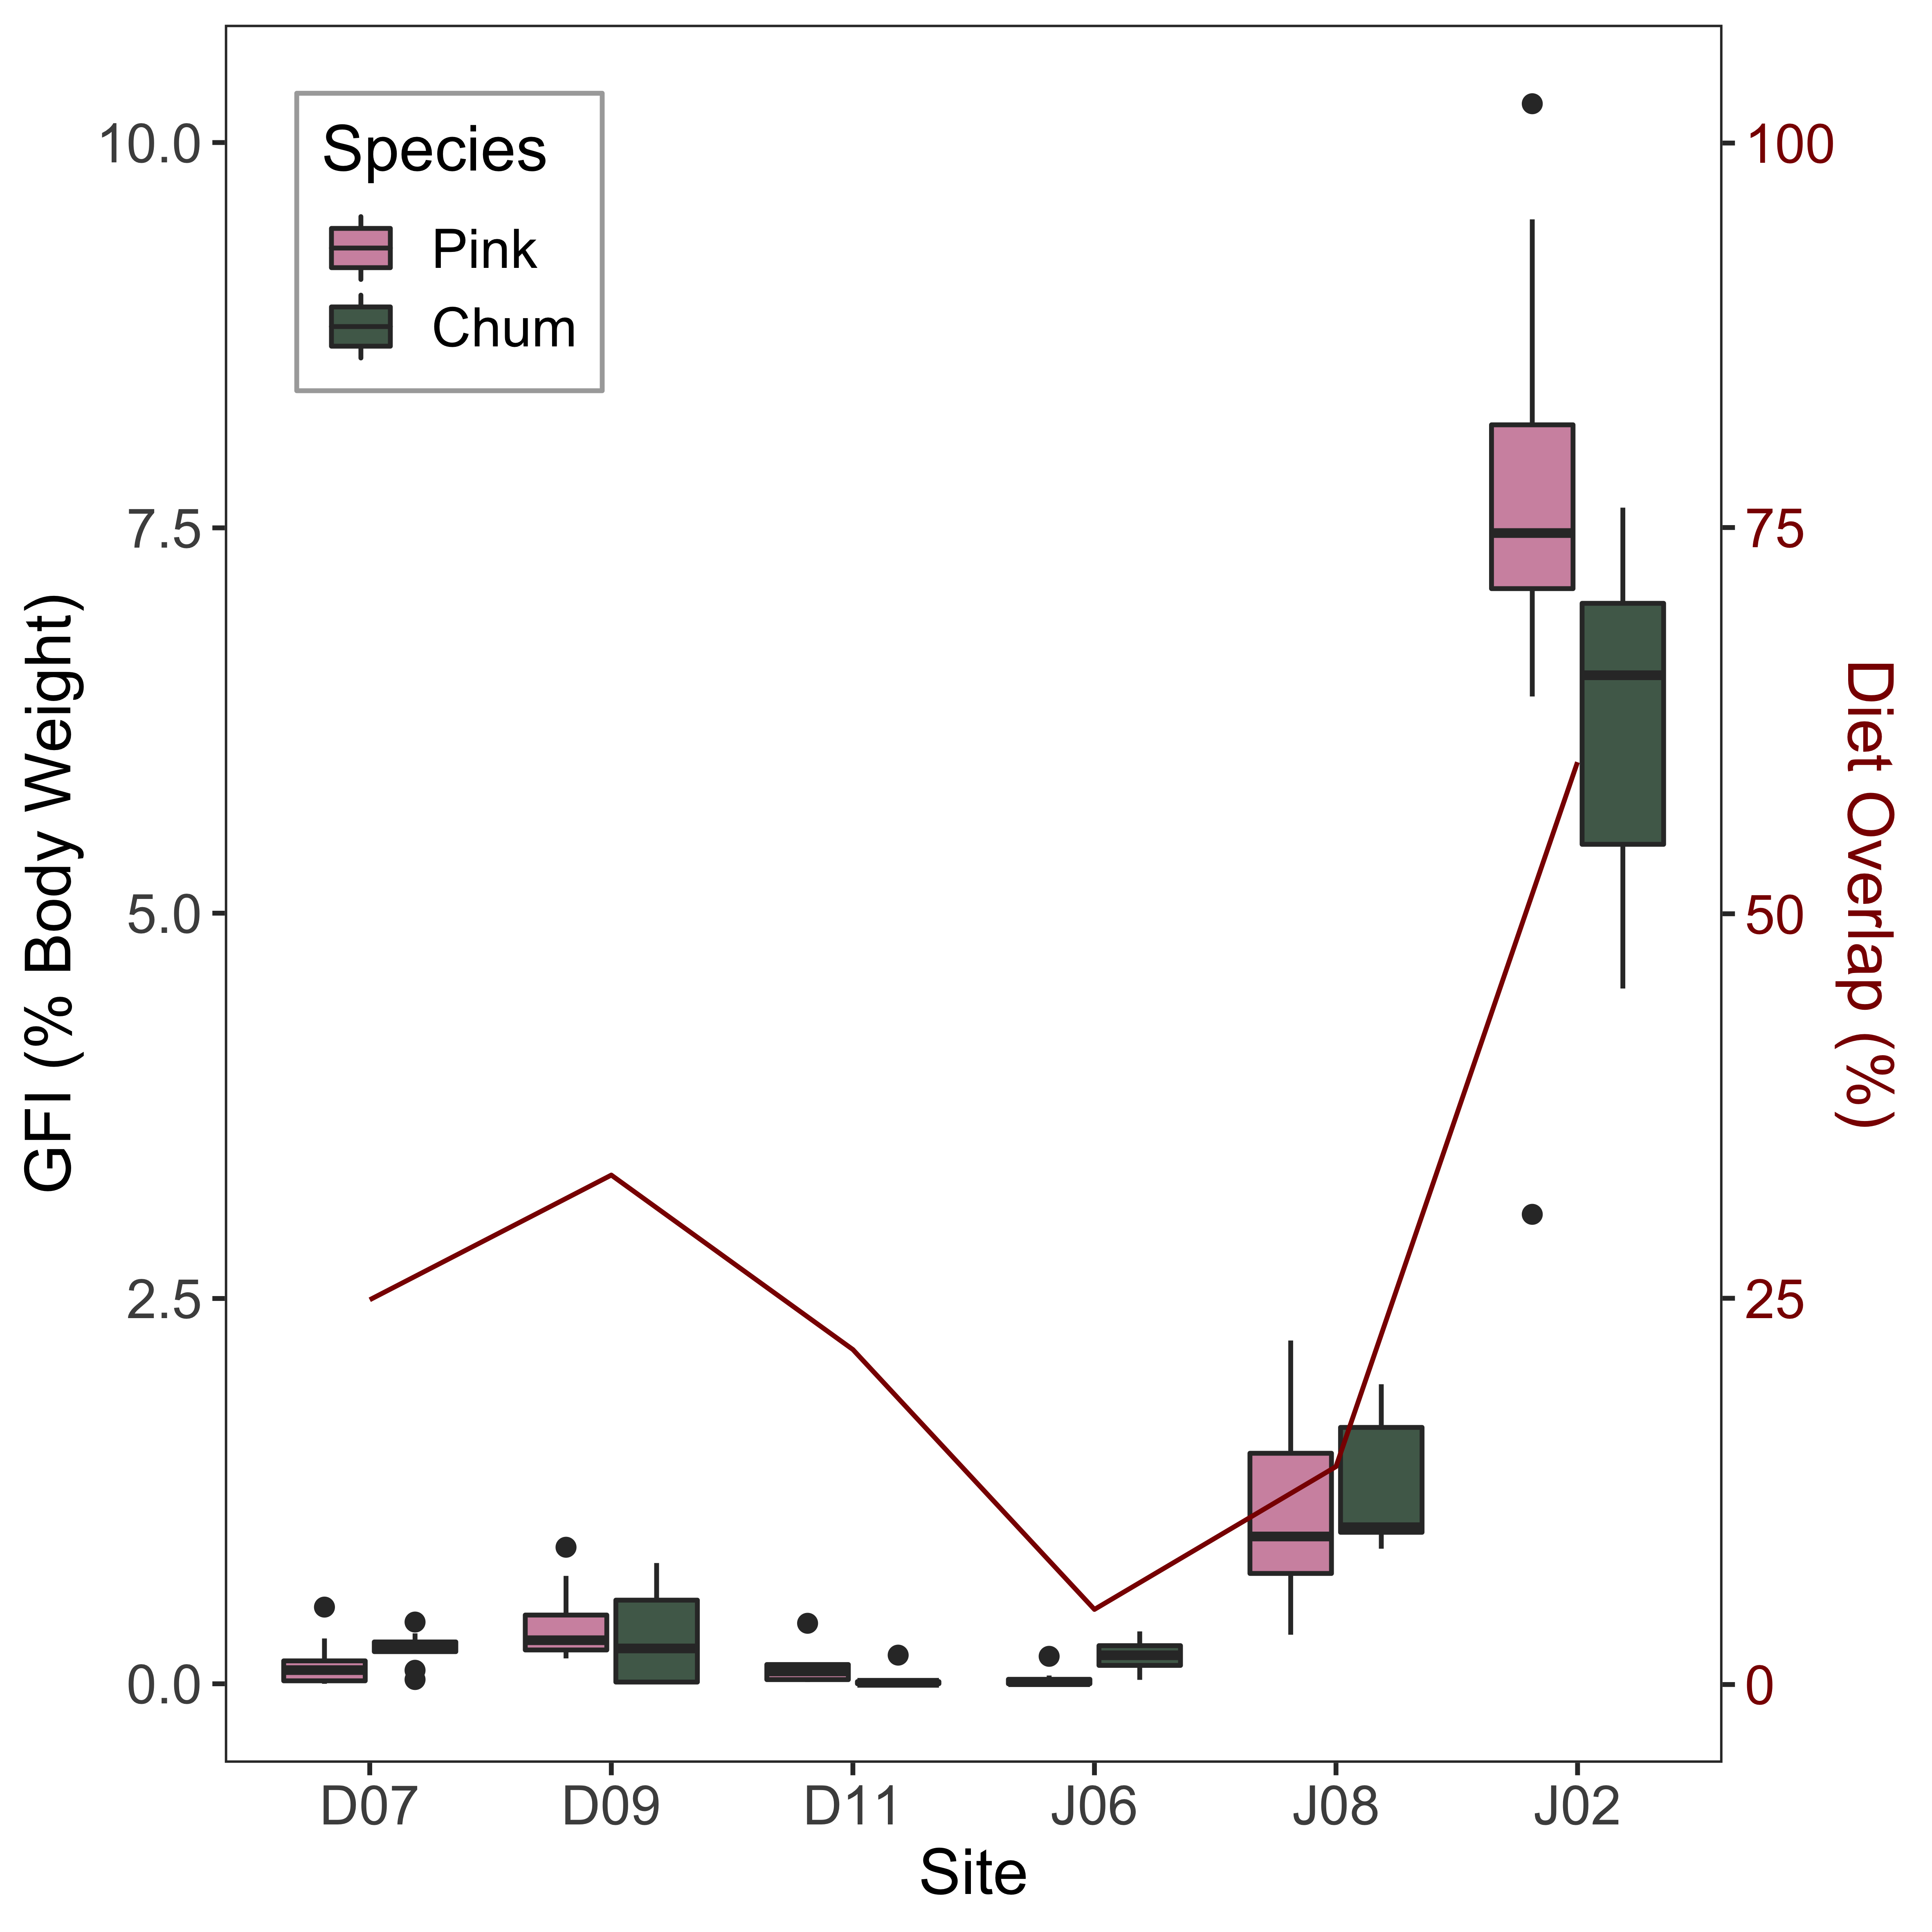 Species
Pink
Chum
GFI (% Body Weight)
10.0
7.5
5.0
2.5
0.0
Diet Overlap (%)
100
75
50
25
0
D07 D09 D11 J06 J08 J02
Site